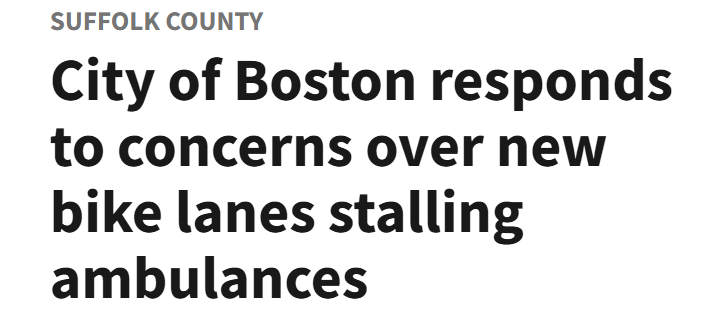 SUFFOLK COUNTY
City of Boston responds
to concerns over new
bike lanes stalling
ambulances